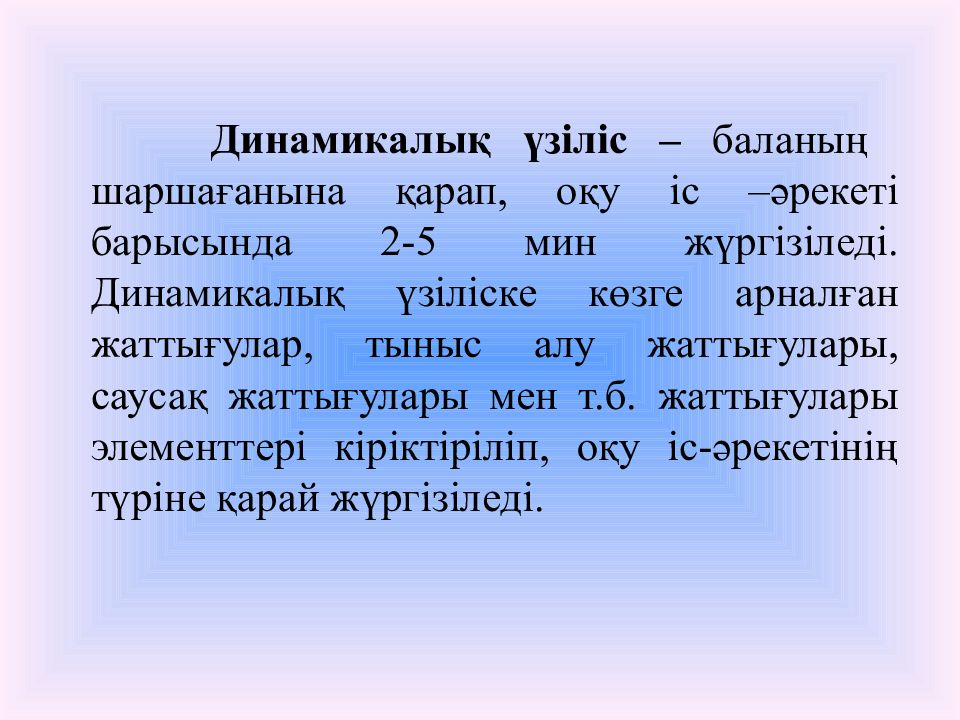 Динамикалық үзіліс – баланың
шаршағанына қарап, оқу іс –әрекеті
барысында 2-5 мин жүргізіледі.
Динамикалық үзіліске көзге арналған
жаттығулар, тыныс алу жаттығулары,
саусақ жаттығулары мен т.б. жаттығулары
элементтері кіріктіріліп, оқу іс-әрекетінің
түріне қарай жүргізіледі.